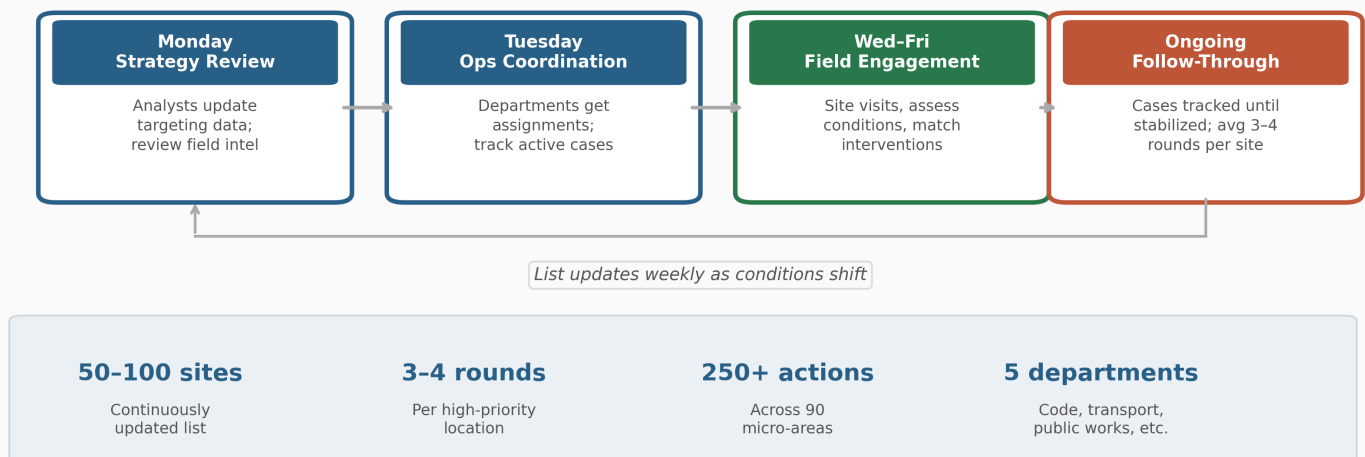 Monday
Strategy Review
Analysts update
targeting data;
review field intel
Tuesday
Ops Coordination
Departments get
assignments;
track active cases
Wed–Fri
Field Engagement
Site visits, assess
conditions, match
interventions
Ongoing
Follow-Through
Cases tracked until
stabilized; avg 3–4
rounds per site
List updates weekly as conditions shift
50–100 sites
Continuously
updated list
3–4 rounds
Per high-priority
location
250+ actions
Across 90
micro-areas
5 departments
Code, transport,
public works, etc.